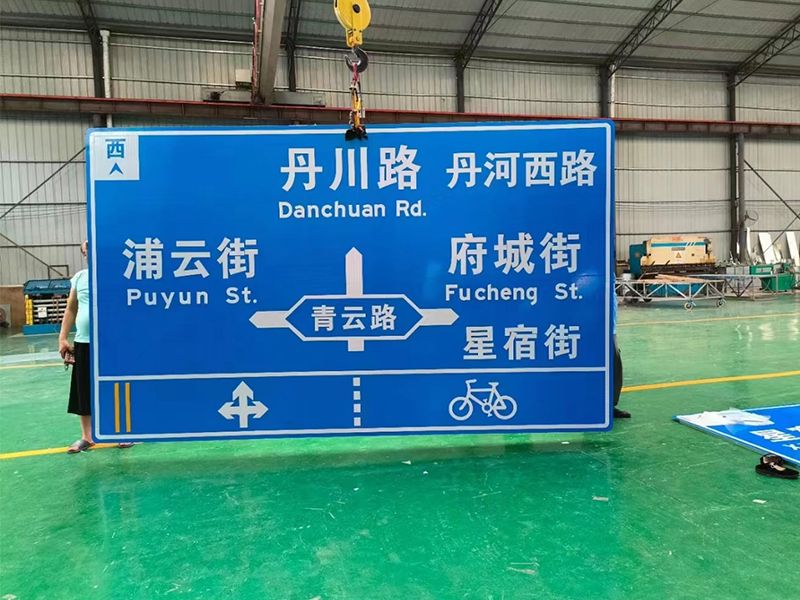 西
丹川路 丹河西路
Danchuan Rd.
浦云街 府城街
Puyun St. Fucheng St.
青云路
星宿街